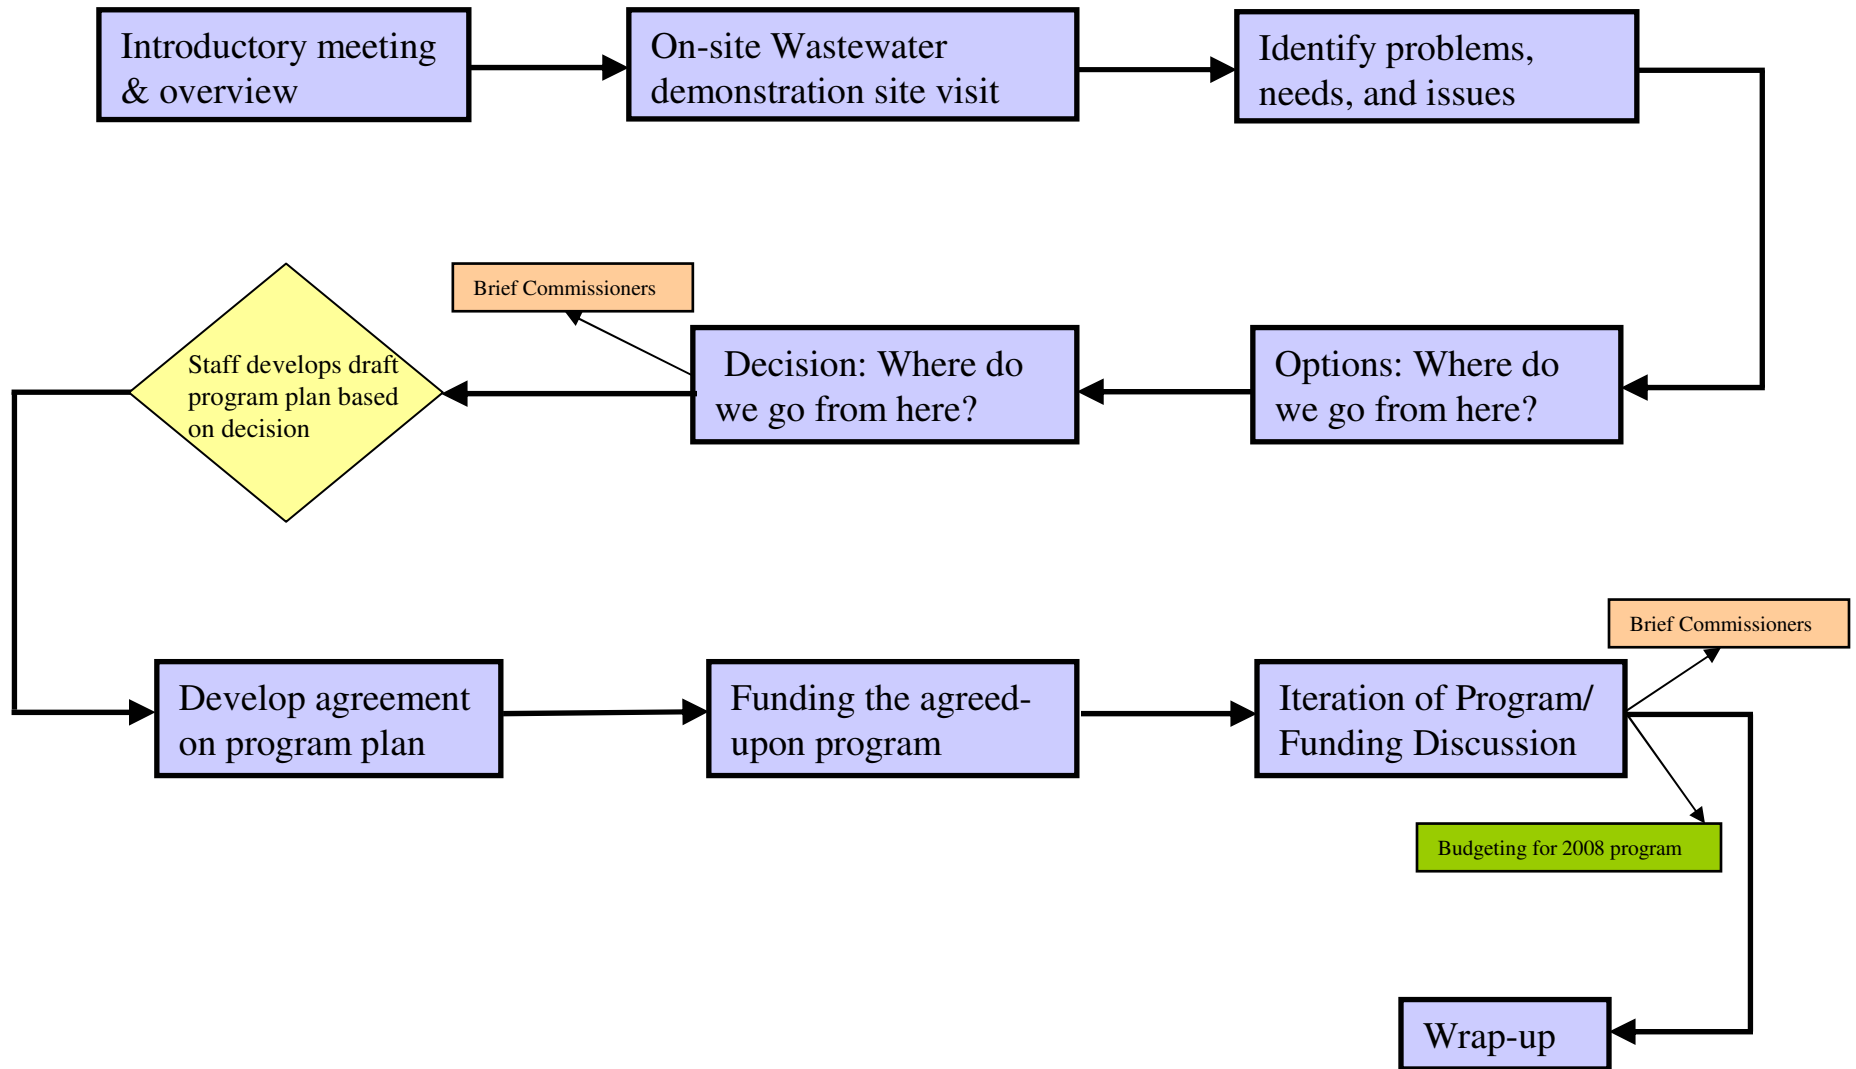 Introductory meeting
& overview
On-site Wastewater
demonstration site visit
Identify problems,
needs, and issues
Options: Where do
we go from here?
Decision: Where do
we go from here?
Brief Commissioners
Staff develops draft
program plan based
on decision
Develop agreement
on program plan
Funding the agreed-
upon program
Iteration of Program/
Funding Discussion
Brief Commissioners
Budgeting for 2008 program
Wrap-up